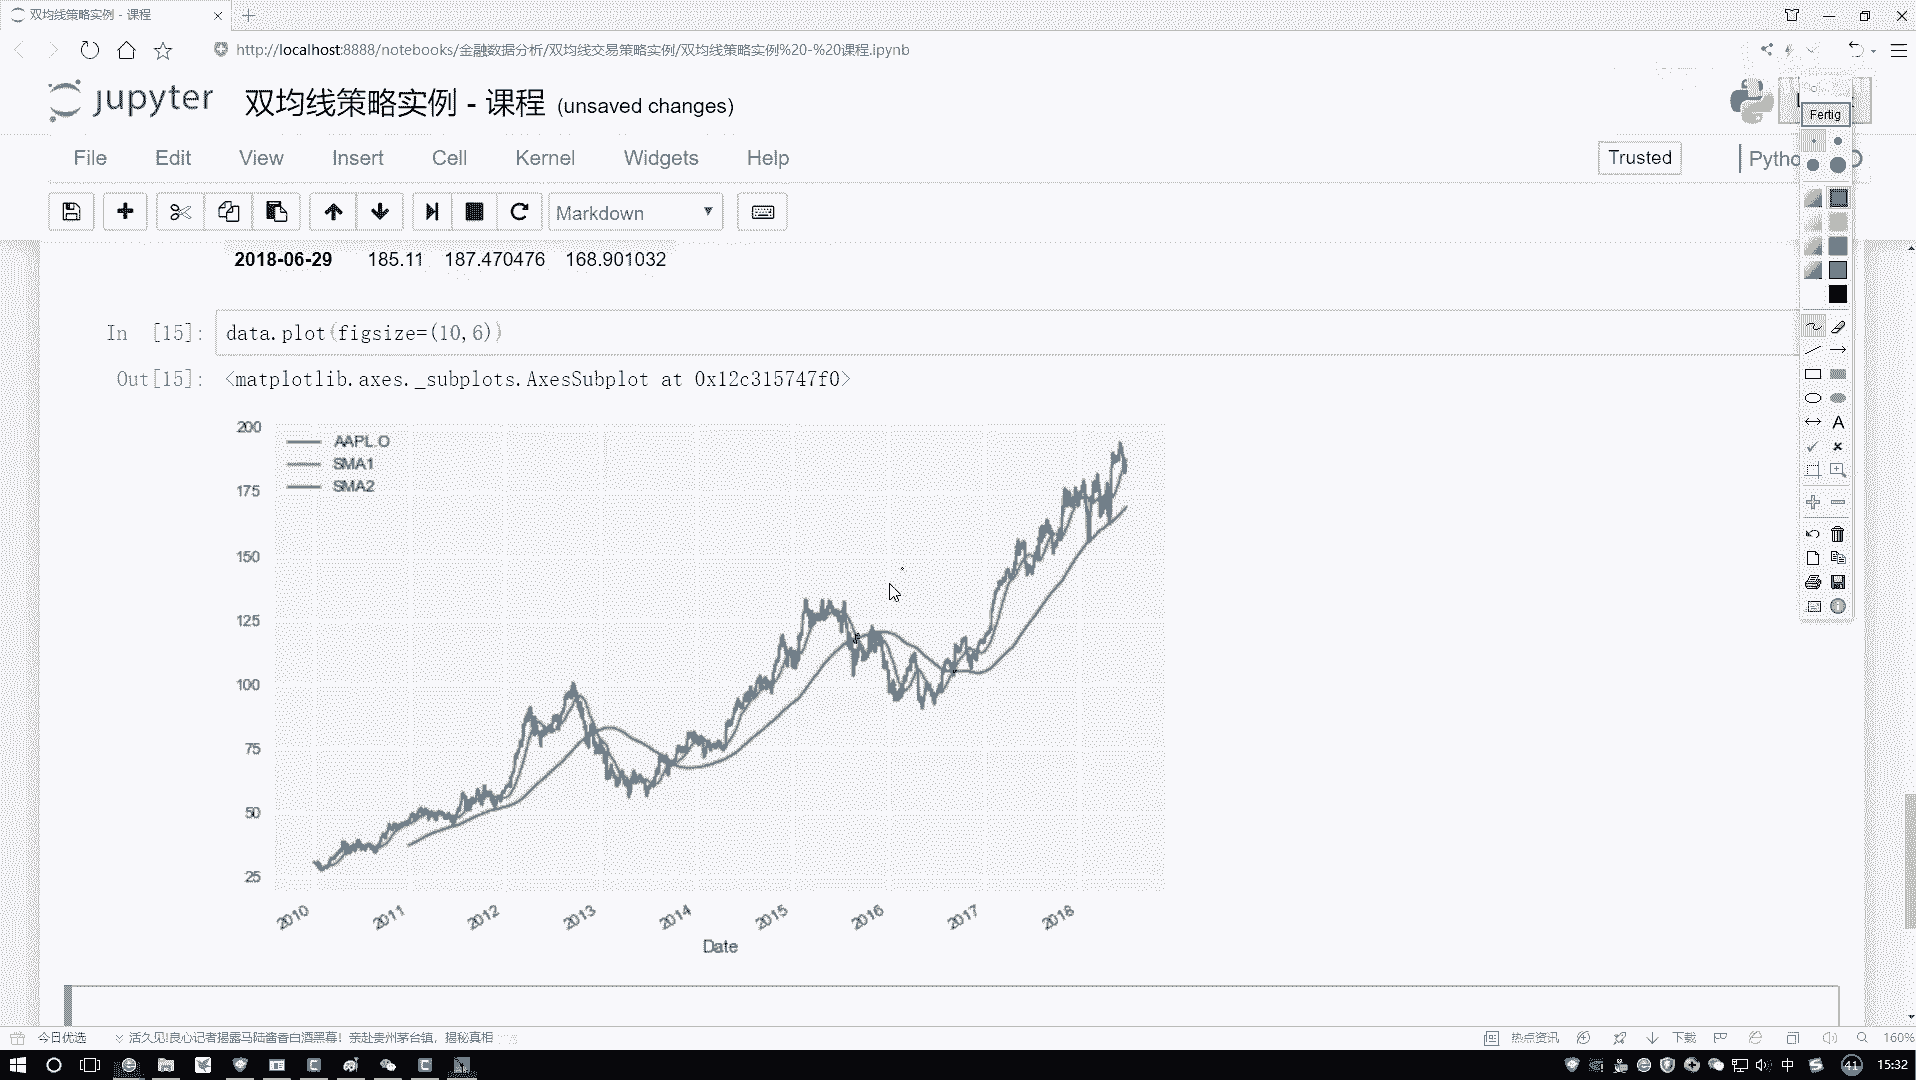 双均线策略实例 - 课程
http://localhost:8888/notebooks/金融数据分析/双均线交易策略实例/双均线策略实例%20-%20课程.ipynb
jupyter 双均线策略实例 - 课程 (unsaved changes)
Fertig
File Edit View Insert Cell Kernel Widgets Help
Trusted
Markdown
2018-06-29 185.11 187.470476 168.901032
In [15]: data.plot(figsize=(10,6))
Out[15]: <matplotlib.axes._subplots.AxesSubplot at 0x12c315747f0>
AAPL.O
SMA1
SMA2
200
175
150
125
100
75
50
25
2010 2011 2012 2013 2014 2015 2016 2017 2018
Date
今日优选 活久见!良心记者揭露马陆酱香白酒黑幕! 亲赴贵州茅台镇,揭秘真相 热点资讯 下载 160%
中 41 15:32